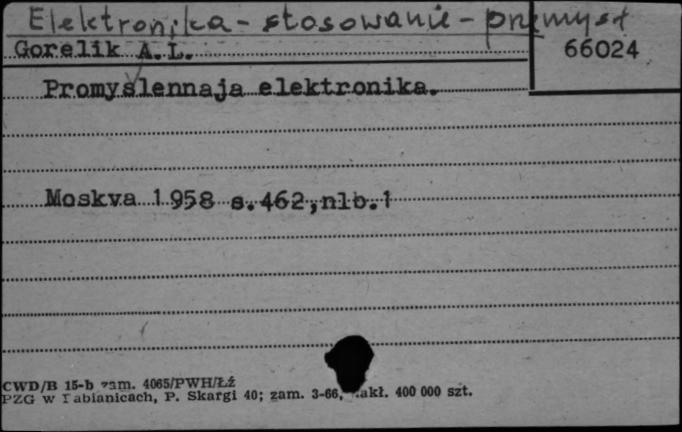 Elektronika - stosowanie - przemysł
Gorelik A.L.
66024
Promyšlennaja elektronika.
Moskva 1958 s.462,nlb.1
CWD/B 15-b zam. 4065/PWH/Łź
PZG w Pabianicach, P. Skargi 40; zam. 3-66, nakł. 400 000 szt.